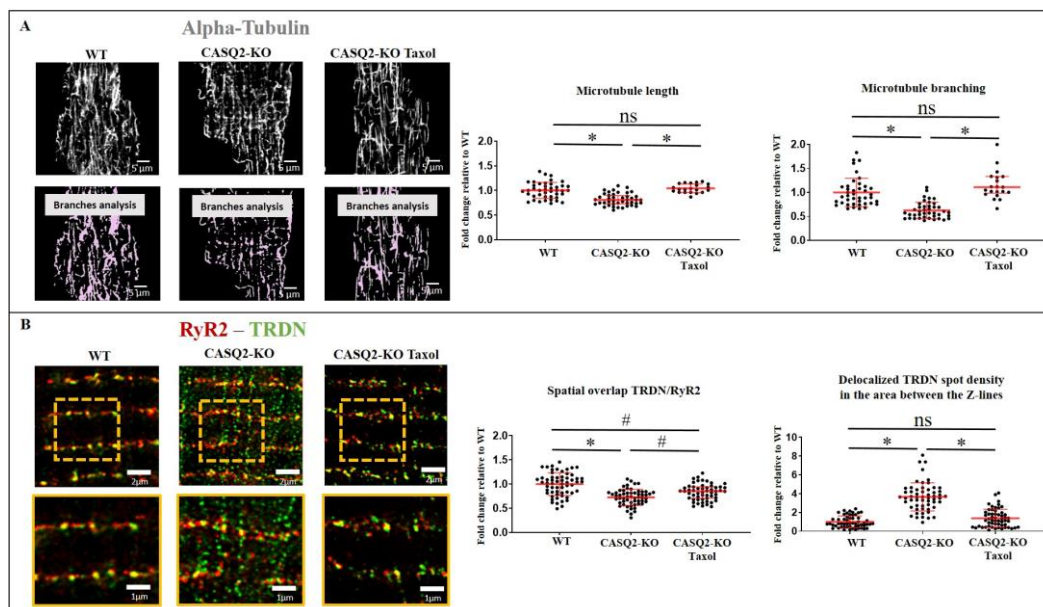 A
Alpha-Tubulin
WT
CASQ2-KO
CASQ2-KO Taxol
5 µm
5 µm
5 µm
Branches analysis
Branches analysis
Branches analysis
5 µm
5 µm
5 µm
Microtubule length
ns
* *
Fold change relative to WT
2.0
1.5
1.0
0.5
0.0
WT
CASQ2-KO
CASQ2-KO
Taxol
Microtubule branching
ns
* *
Fold change relative to WT
2.0
1.5
1.0
0.5
0.0
WT
CASQ2-KO
CASQ2-KO
Taxol
B
RyR2 – TRDN
WT
CASQ2-KO
CASQ2-KO Taxol
2µm
2µm
2µm
1µm
1µm
1µm
Spatial overlap TRDN/RyR2
#
* #
Fold change relative to WT
2.0
1.5
1.0
0.5
0.0
WT
CASQ2-KO
CASQ2-KO
Taxol
Delocalized TRDN spot density
in the area between the Z-lines
ns
* *
Fold change relative to WT
10
8
6
4
2
0
WT
CASQ2-KO
CASQ2-KO
Taxol